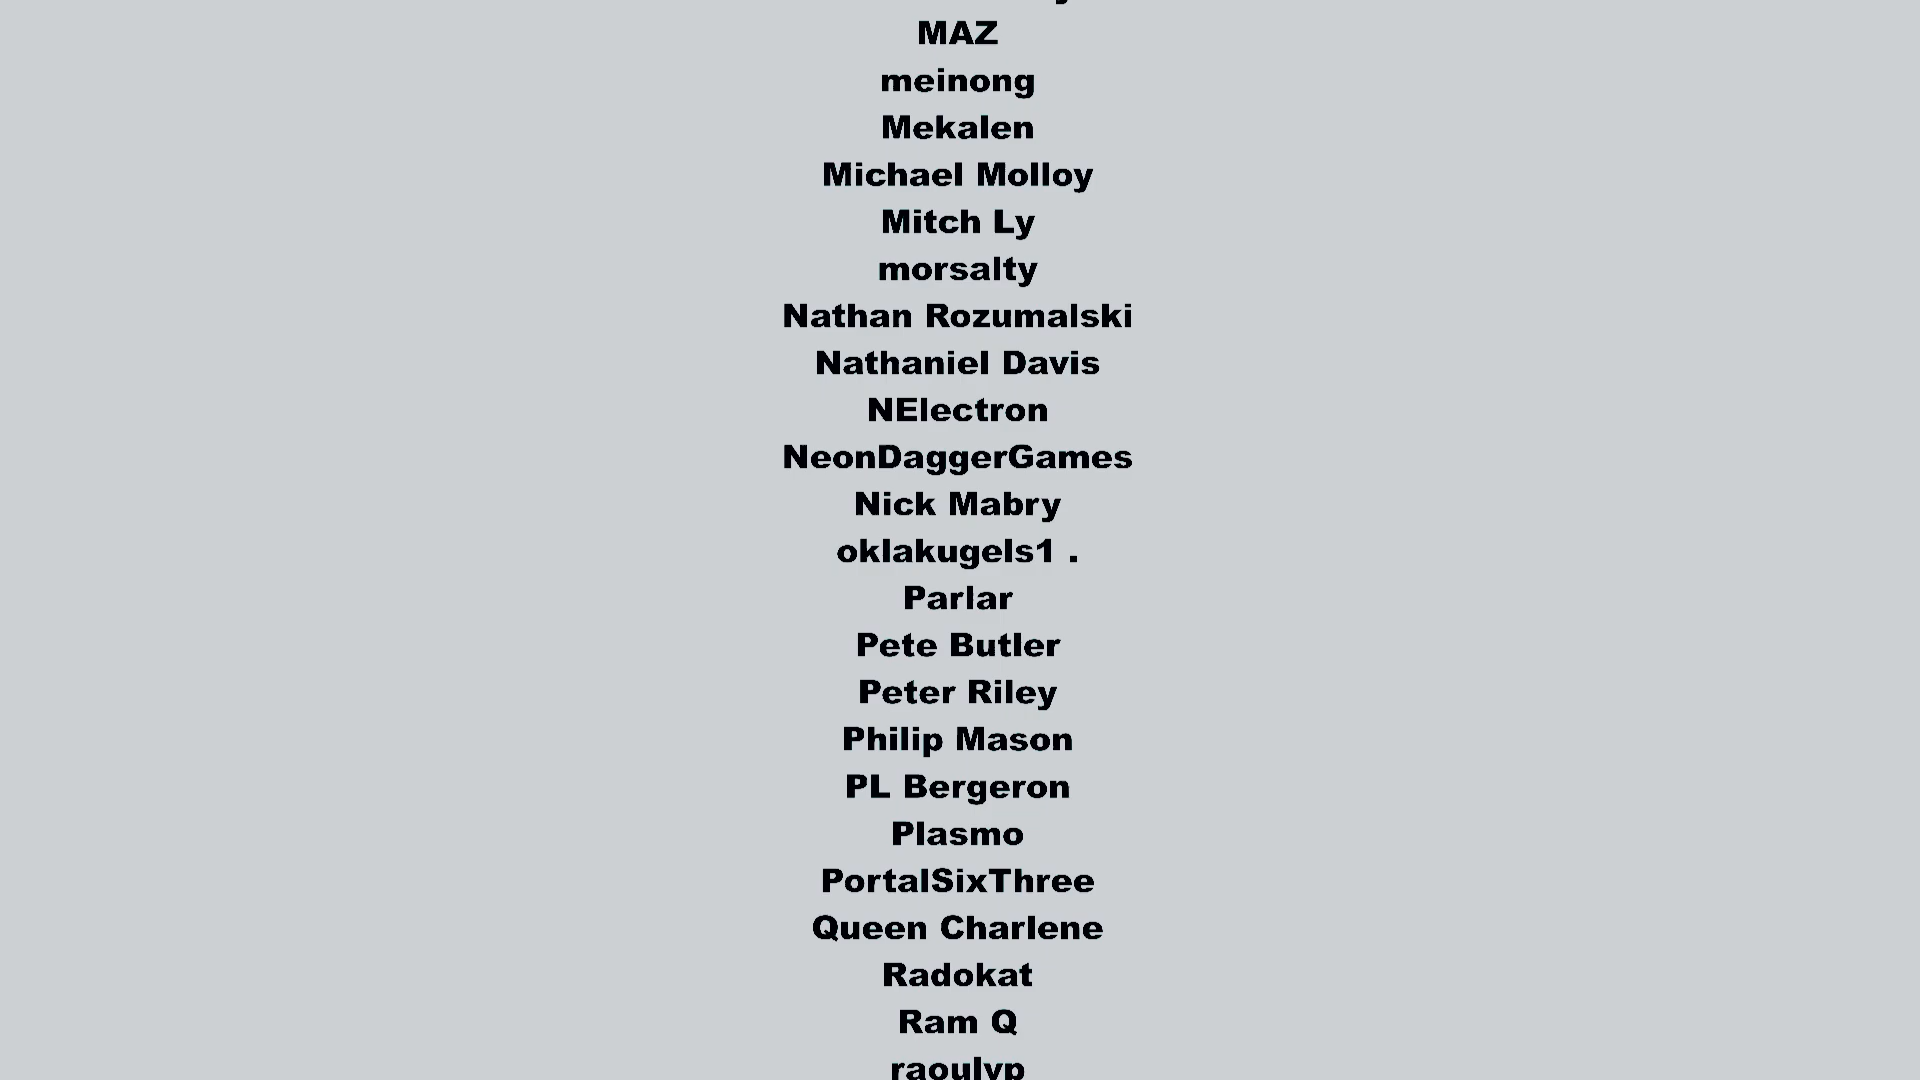 MAZ
meinong
Mekalen
Michael Molloy
Mitch Ly
morsalty
Nathan Rozumalski
Nathaniel Davis
NElectron
NeonDaggerGames
Nick Mabry
oklakugels1 .
Parlar
Pete Butler
Peter Riley
Philip Mason
PL Bergeron
Plasmo
PortalSixThree
Queen Charlene
Radokat
Ram Q